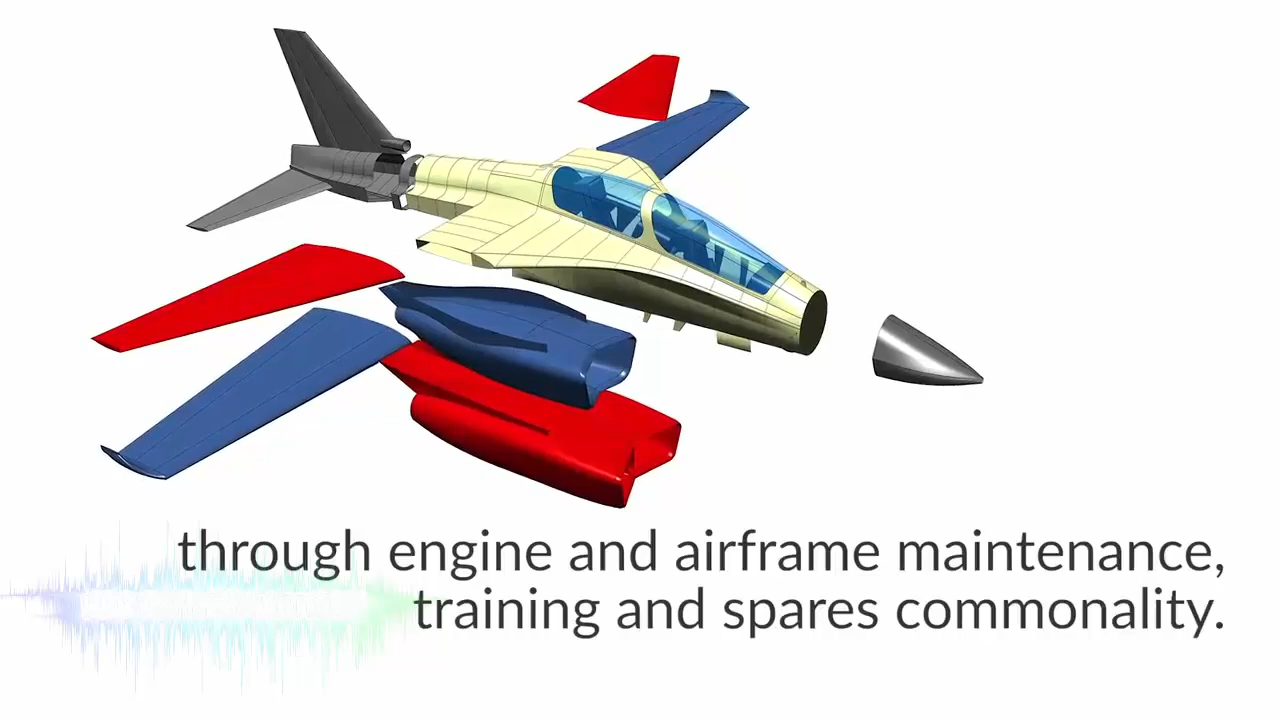 through engine and airframe maintenance,
training and spares commonality.